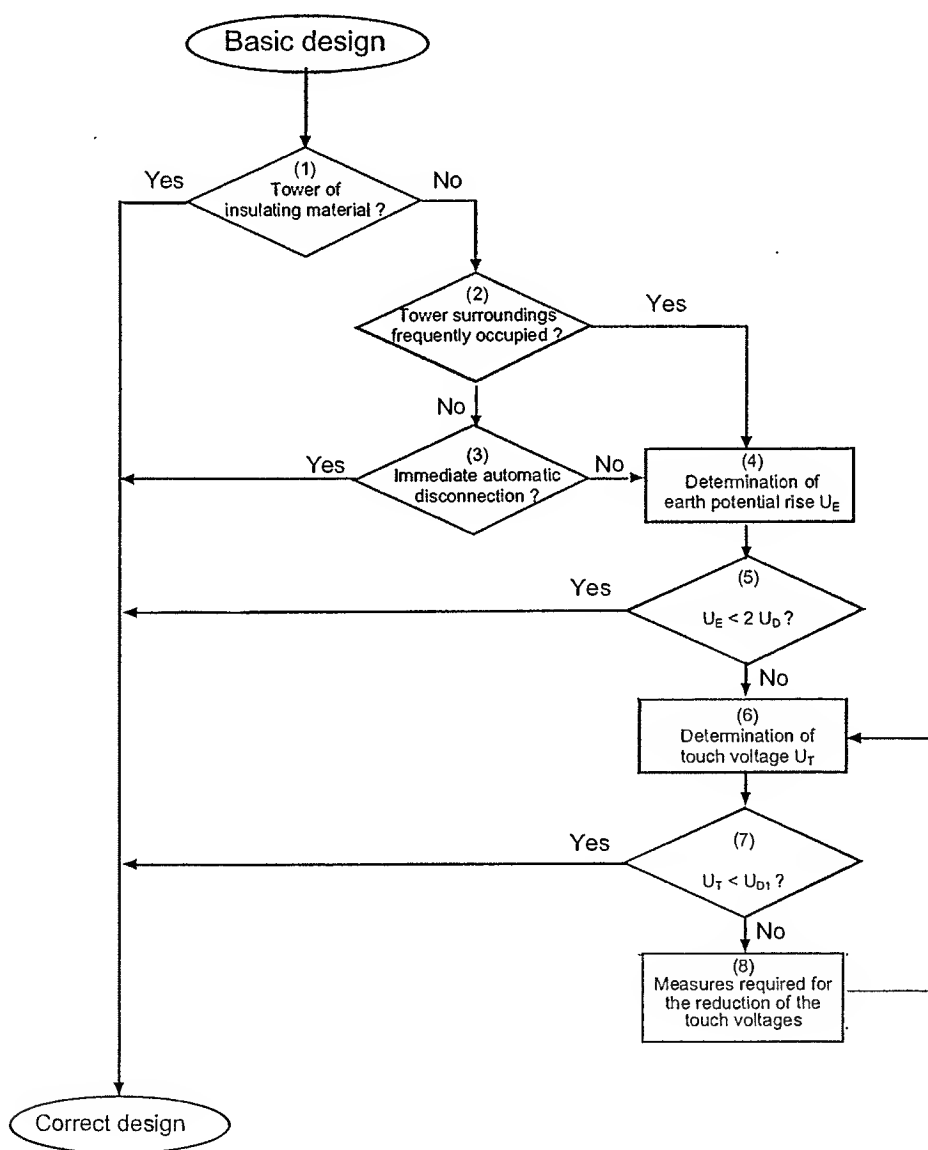 Basic design
(1)
Yes
No
Tower of
insulating material ?
(2)
Yes
Tower surroundings
frequently occupied ?
No
(3)
Yes
No
Immediate automatic
disconnection ?
(4)
Determination of
earth potential rise U_E
Yes
(5)
U_E < 2 U_D ?
No
(6)
Determination of
touch voltage U_T
Yes
(7)
U_T < U_D1 ?
No
(8)
Measures required for
the reduction of the
touch voltages
Correct design